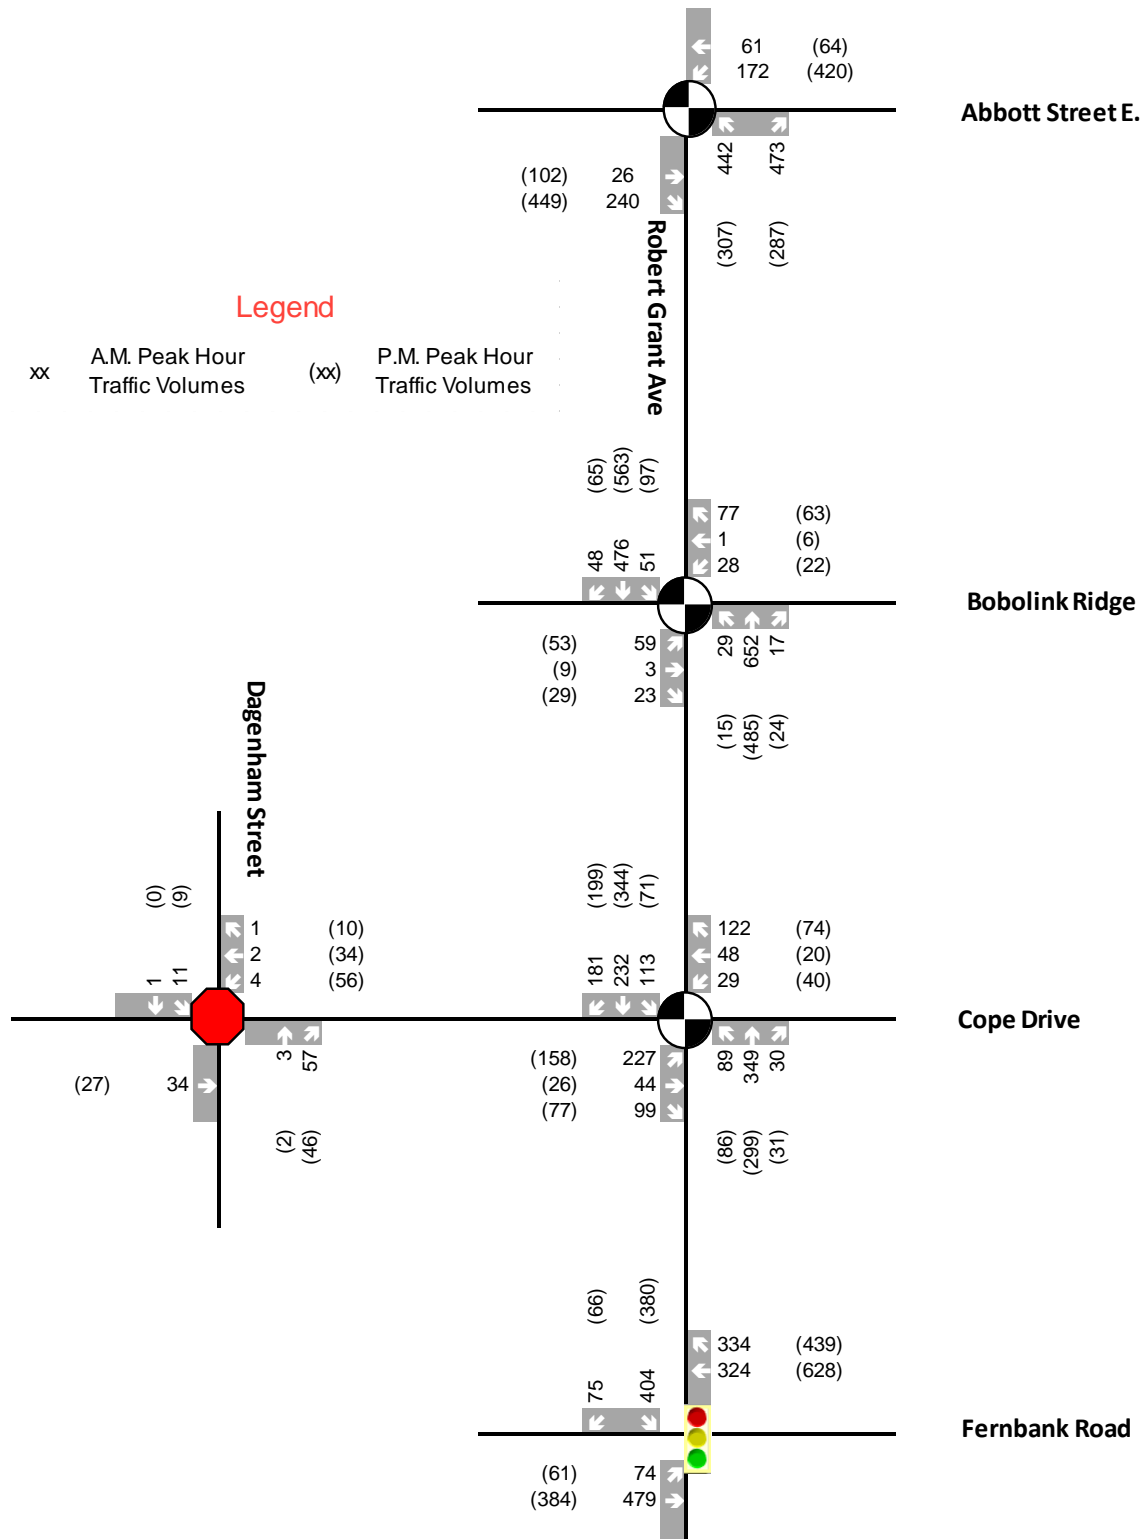 61 (64)
172 (420)
Abbott Street E.
442 473
(102) 26
(449) 240
(307) (287)
Robert Grant Ave
Legend
xx A.M. Peak Hour Traffic Volumes (xx) P.M. Peak Hour Traffic Volumes
(65) (563) (97)
48 476 51
77 (63)
1 (6)
28 (22)
Bobolink Ridge
29 652 17
(53) 59
(9) 3
(29) 23
(15) (485) (24)
Dagenham Street
(0) (9)
1 11
1 (10)
2 (34)
4 (56)
(199) (344) (71)
181 232 113
122 (74)
48 (20)
29 (40)
Cope Drive
3 57
(27) 34
(2) (46)
89 349 30
(158) 227
(26) 44
(77) 99
(86) (299) (31)
(66) (380)
75 404
334 (439)
324 (628)
Fernbank Road
(61) 74
(384) 479